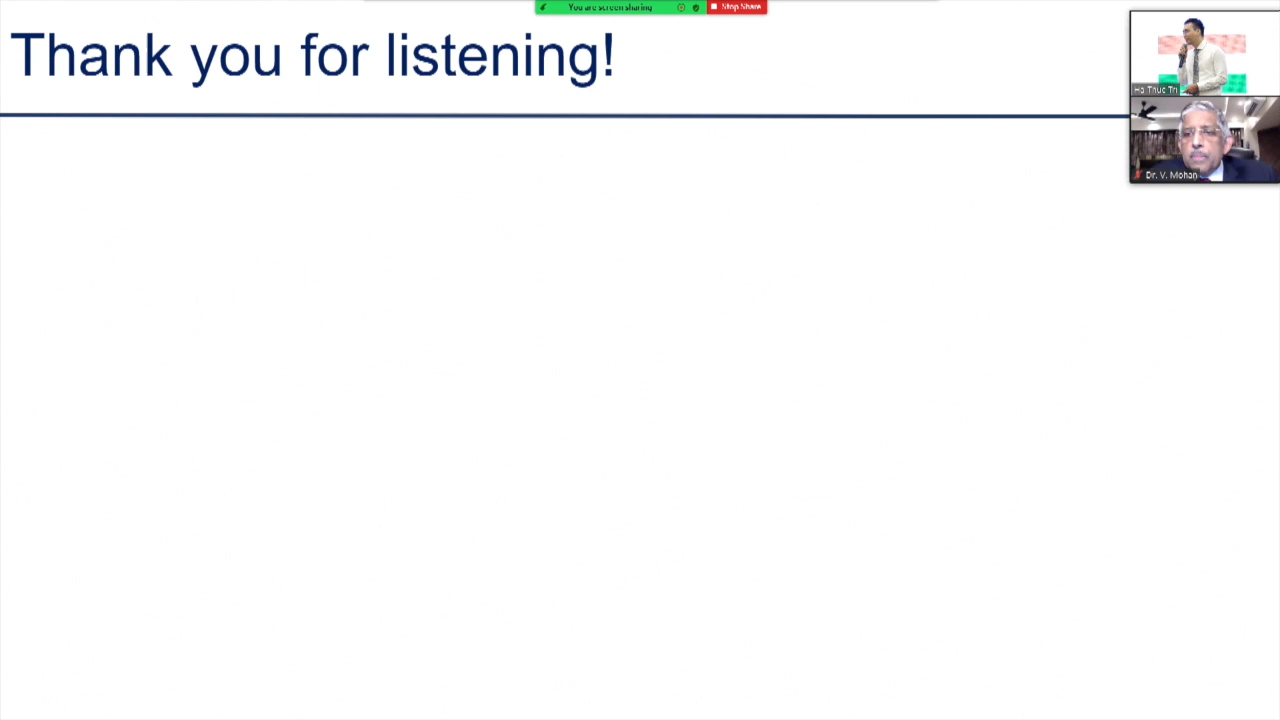 You are screen sharing
Stop Share
Thank you for listening!
Ha Thuc Tri
Dr. V. Mohan